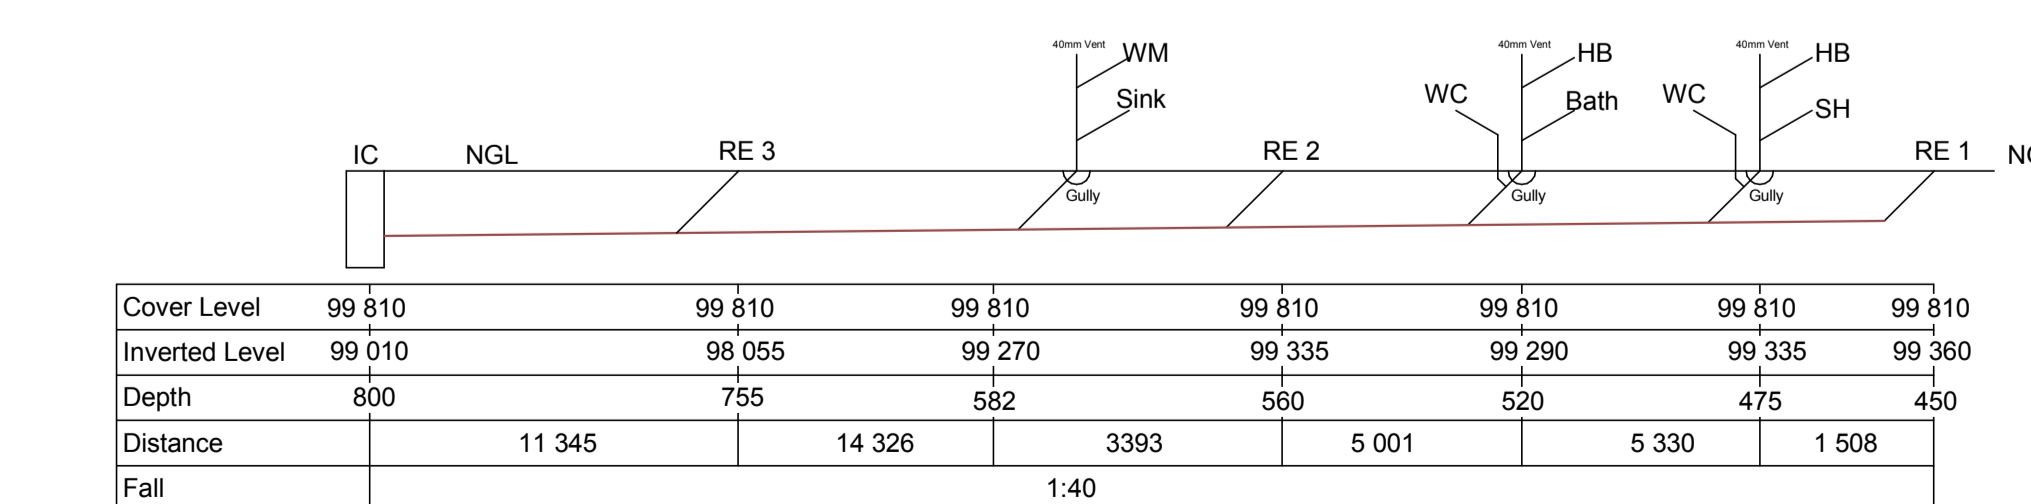 40mm Vent WM 40mm Vent HB 40mm Vent HB
WC Sink WC Bath SH
IC NGL RE 3 RE 2 RE 1
Gully Gully Gully
Cover Level 99 810 99 810 99 810 99 810 99 810 99 810 99 810
Inverted Level 99 010 98 055 99 270 99 335 99 290 99 335 99 360
Depth 800 755 582 560 520 475 450
Distance 11 345 14 326 3393 5 001 5 330 1 508
Fall 1:40